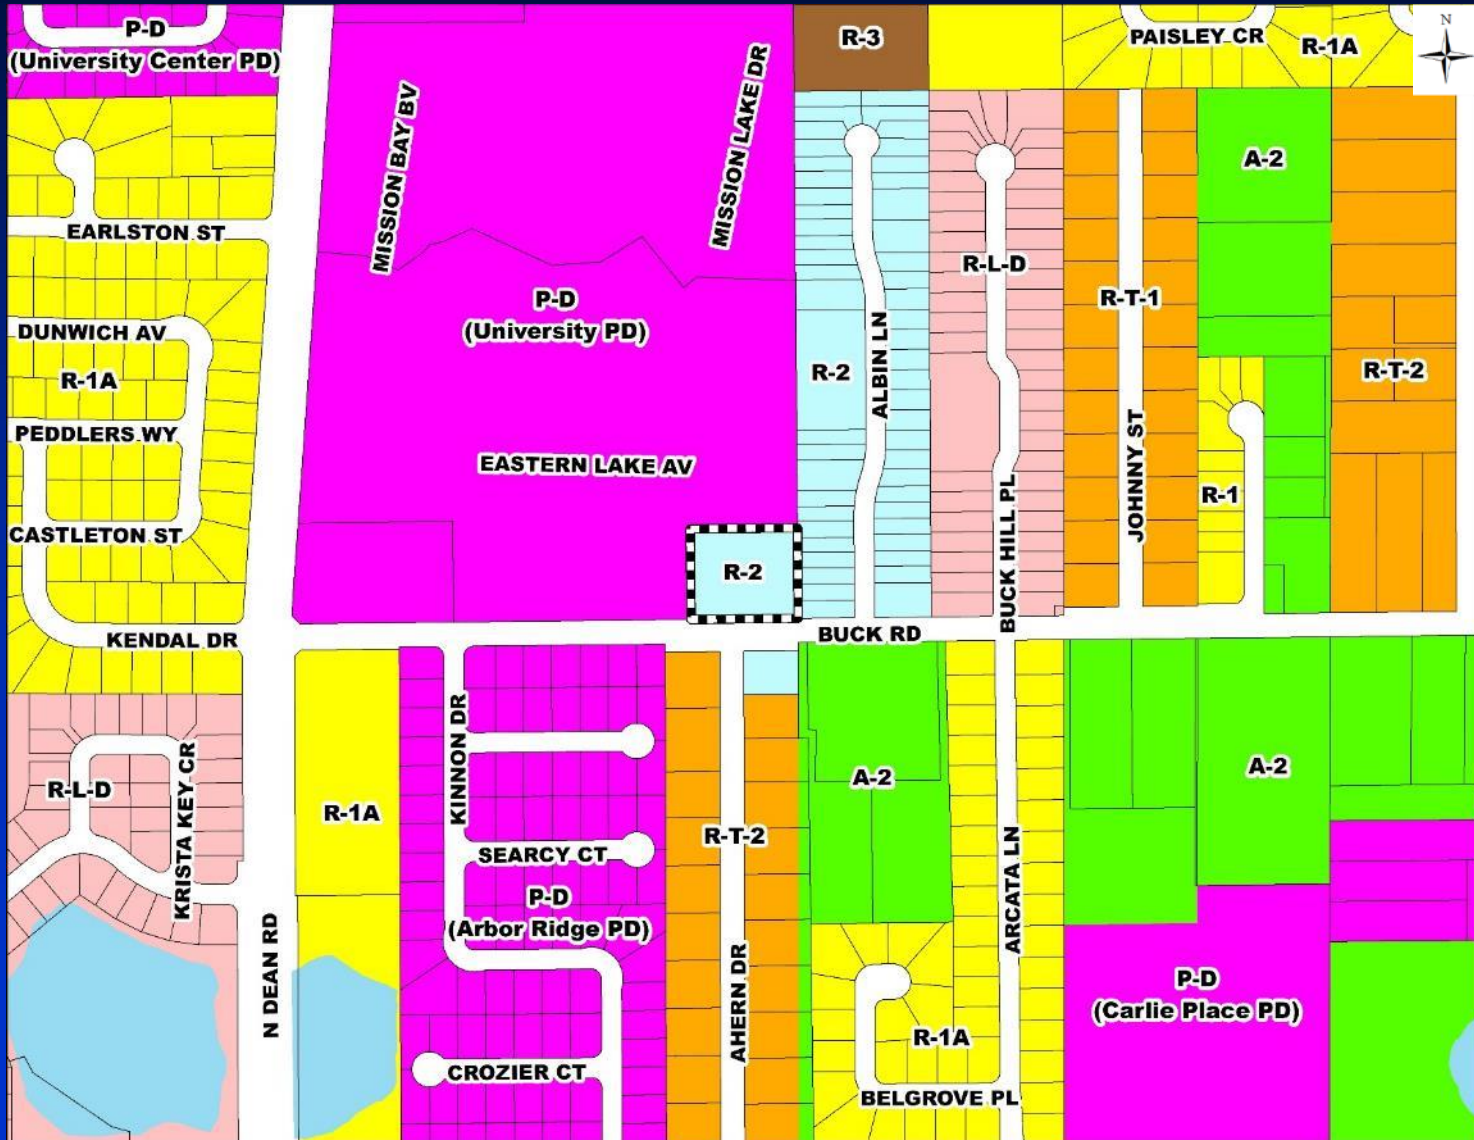 N
P-D
(University Center PD)
R-3
PAISLEY CR
R-1A
MISSION BAY BV
MISSION LAKE DR
A-2
EARLSTON ST
R-L-D
P-D
(University PD)
R-T-1
DUNWICH AV
R-1A
R-2
ALBIN LN
R-T-2
PEDDLERS WY
EASTERN LAKE AV
JOHNNY ST
R-1
CASTLETON ST
R-2
BUCK HILL PL
KENDAL DR
BUCK RD
R-L-D
KRISTA KEY CR
KINNON DR
R-1A
A-2
A-2
R-T-2
SEARCY CT
P-D
(Arbor Ridge PD)
ARCATA LN
N DEAN RD
AHERN DR
P-D
(Carlie Place PD)
R-1A
CROZIER CT
BELGROVE PL